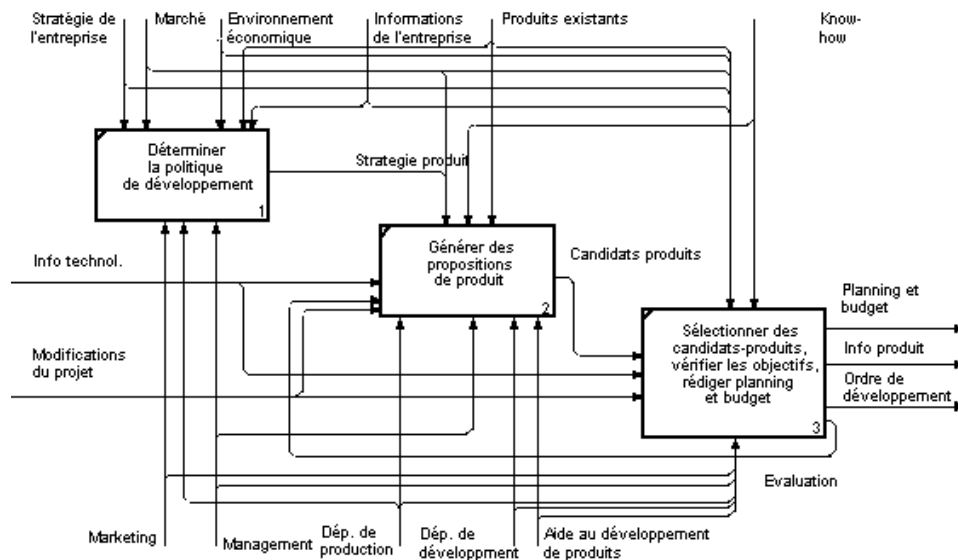 Stratégie de
l'entreprise
Marché
Environnement
économique
Informations
de l'entreprise
Produits existants
Know-
how
Déterminer
la politique
de développement
1
Strategie produit
Info technol.
Générer des
propositions
de produit
2
Candidats produits
Modifications
du projet
Sélectionner des
candidats-produits,
vérifier les objectifs,
rédiger planning
et budget
3
Planning et
budget
Info produit
Ordre de
développement
Evaluation
Marketing
Management
Dép. de
production
Dép. de
développment
Aide au développement
de produits